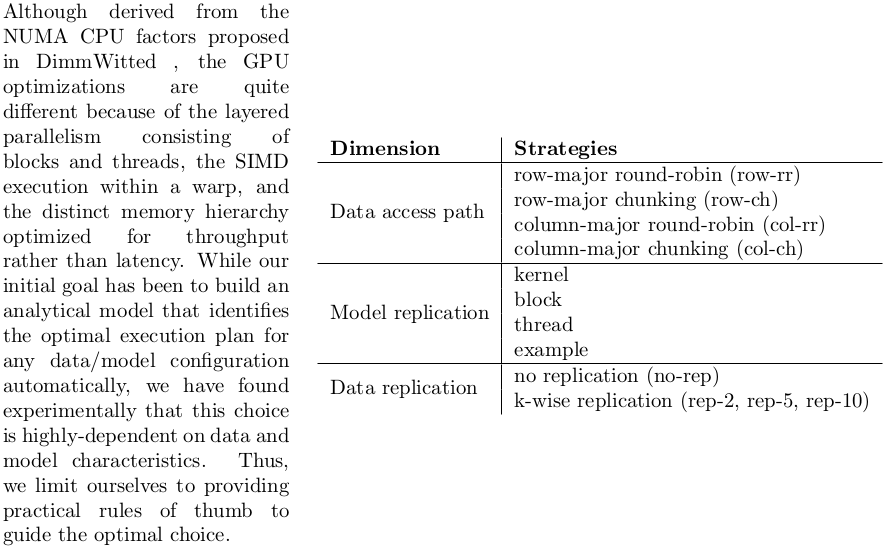 Although derived from the
NUMA CPU factors proposed
in DimmWitted , the GPU
optimizations are quite
different because of the layered
parallelism consisting of
blocks and threads, the SIMD
execution within a warp, and
the distinct memory hierarchy
optimized for throughput
rather than latency. While our
initial goal has been to build an
analytical model that identifies
the optimal execution plan for
any data/model configuration
automatically, we have found
experimentally that this choice
is highly-dependent on data and
model characteristics. Thus,
we limit ourselves to providing
practical rules of thumb to
guide the optimal choice.
Dimension Strategies
Data access path
row-major round-robin (row-rr)
row-major chunking (row-ch)
column-major round-robin (col-rr)
column-major chunking (col-ch)
Model replication
kernel
block
thread
example
Data replication
no replication (no-rep)
k-wise replication (rep-2, rep-5, rep-10)